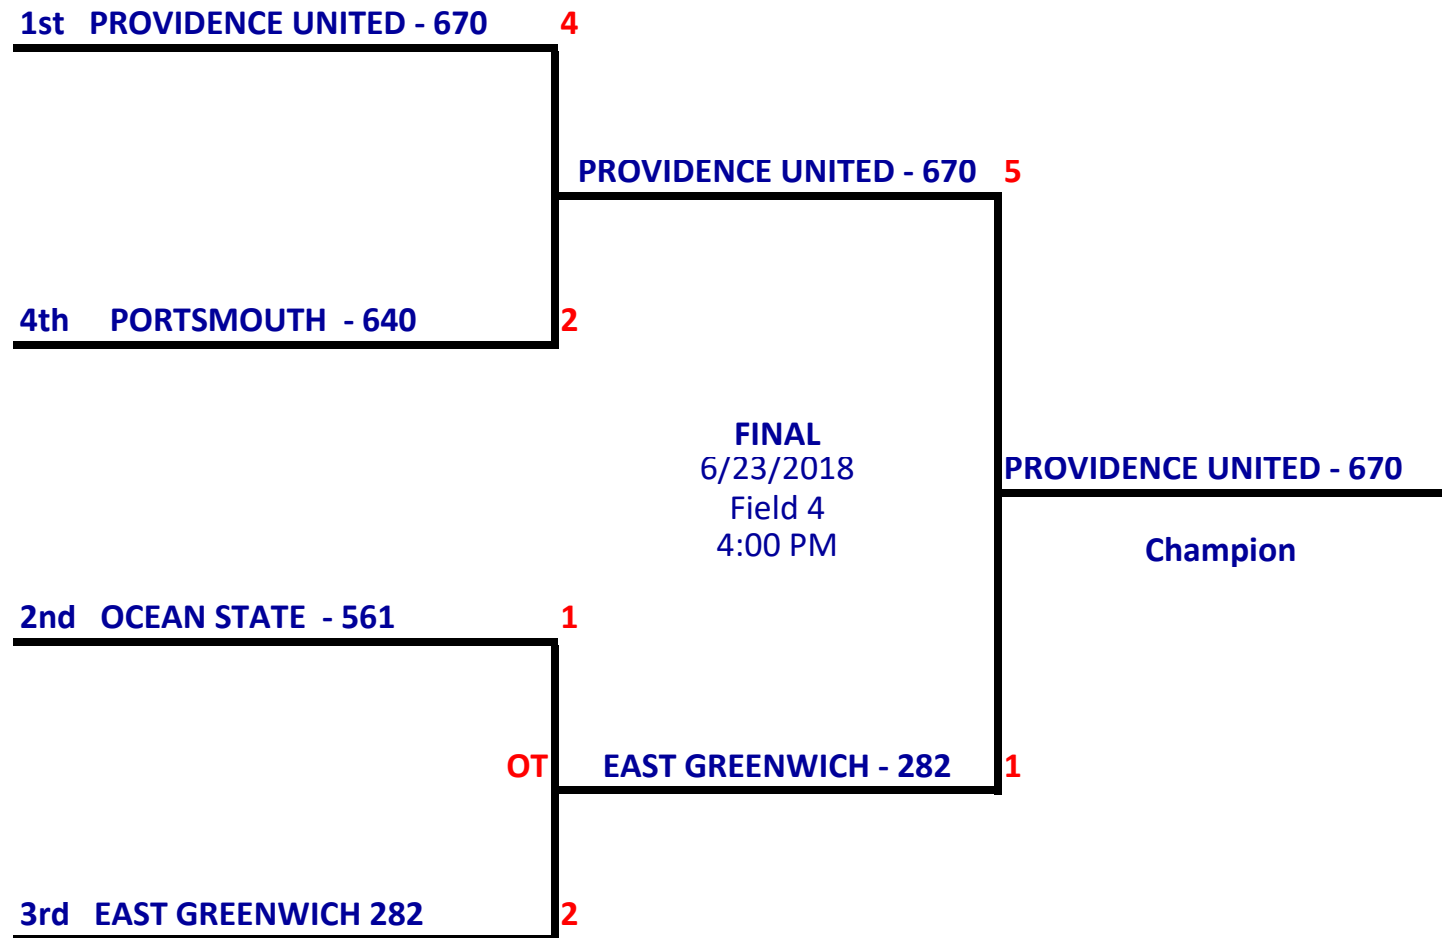 1st PROVIDENCE UNITED - 670 4
PROVIDENCE UNITED - 670 5
4th PORTSMOUTH - 640 2
FINAL
6/23/2018
PROVIDENCE UNITED - 670
Field 4
4:00 PM
Champion
2nd OCEAN STATE - 561 1
OT EAST GREENWICH - 282 1
3rd EAST GREENWICH 282 2